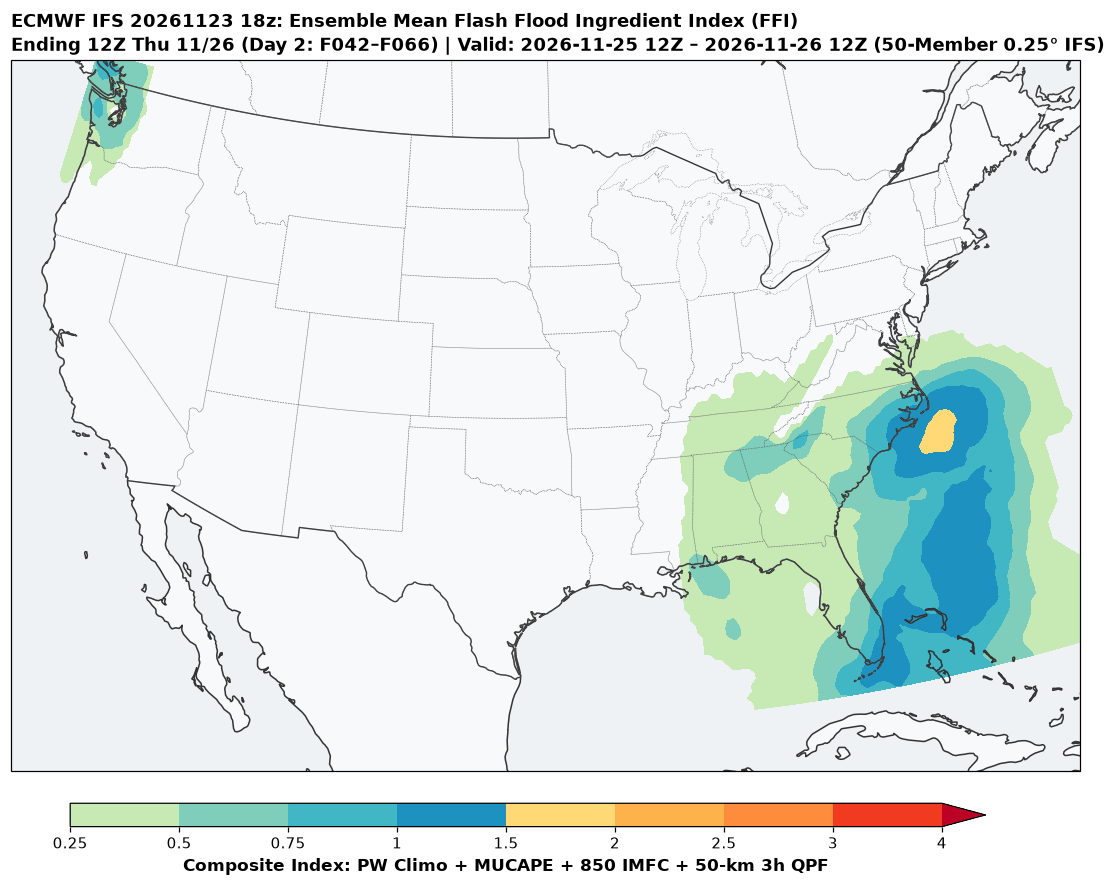 ECMWF IFS 20261123 18z: Ensemble Mean Flash Flood Ingredient Index (FFI)
Ending 12Z Thu 11/26 (Day 2: F042–F066) | Valid: 2026-11-25 12Z – 2026-11-26 12Z (50-Member 0.25° IFS)
0.25 0.5 0.75 1 1.5 2 2.5 3 4
Composite Index: PW Climo + MUCAPE + 850 IMFC + 50-km 3h QPF